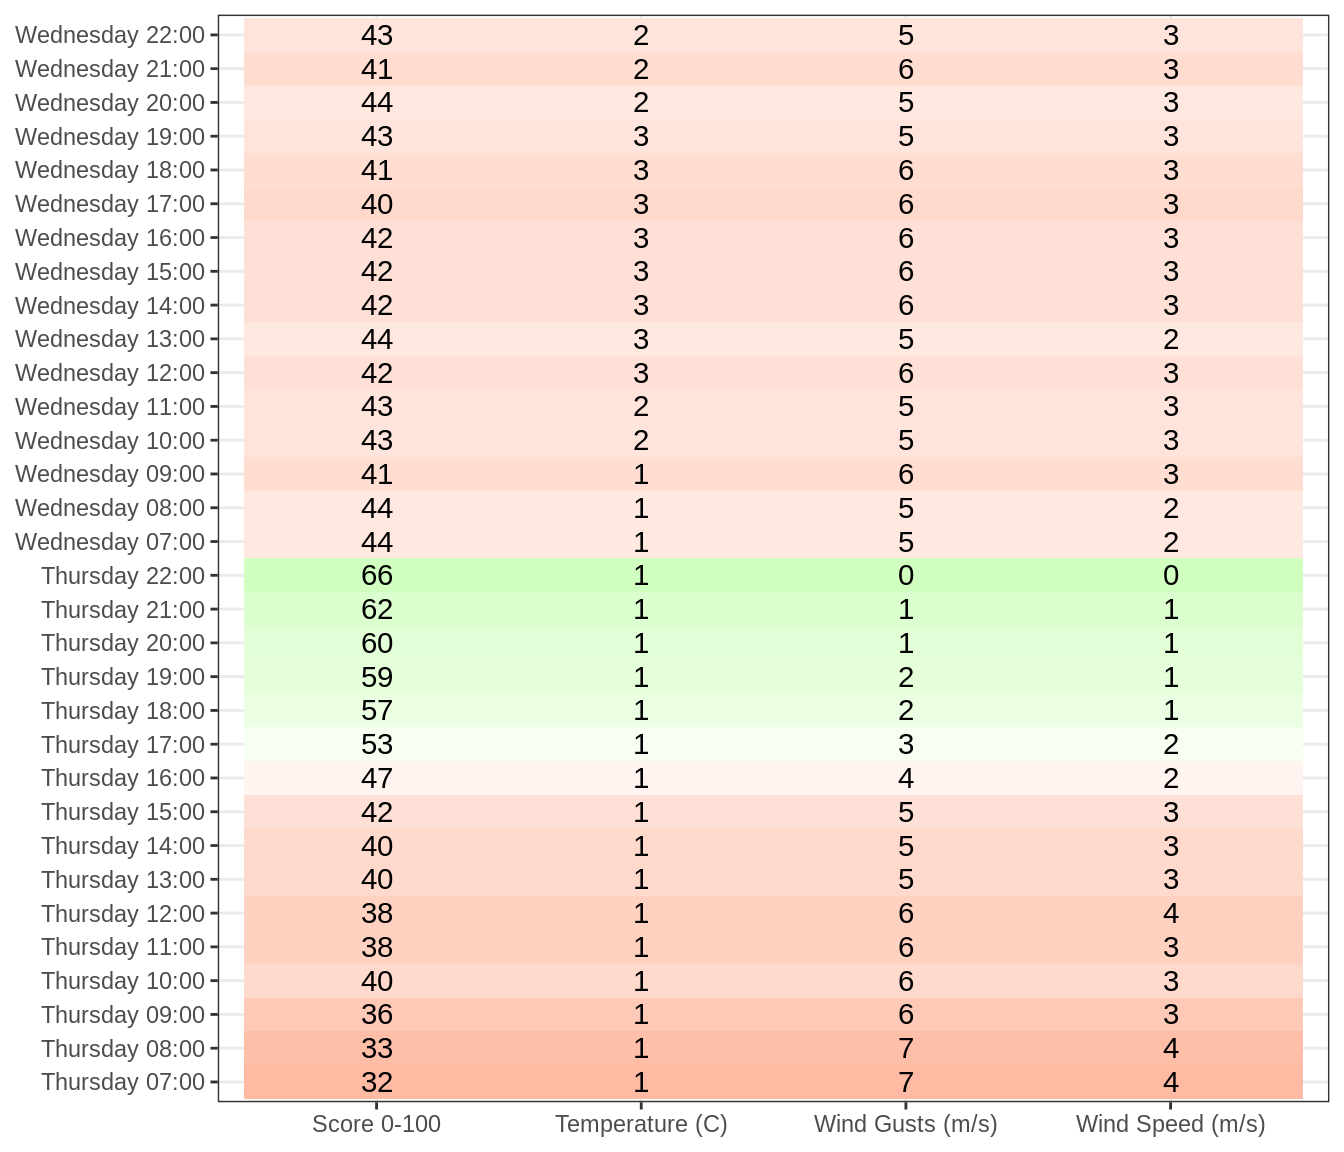 Wednesday 22:00 43 2 5 3
Wednesday 21:00 41 2 6 3
Wednesday 20:00 44 2 5 3
Wednesday 19:00 43 3 5 3
Wednesday 18:00 41 3 6 3
Wednesday 17:00 40 3 6 3
Wednesday 16:00 42 3 6 3
Wednesday 15:00 42 3 6 3
Wednesday 14:00 42 3 6 3
Wednesday 13:00 44 3 5 2
Wednesday 12:00 42 3 6 3
Wednesday 11:00 43 2 5 3
Wednesday 10:00 43 2 5 3
Wednesday 09:00 41 1 6 3
Wednesday 08:00 44 1 5 2
Wednesday 07:00 44 1 5 2
Thursday 22:00 66 1 0 0
Thursday 21:00 62 1 1 1
Thursday 20:00 60 1 1 1
Thursday 19:00 59 1 2 1
Thursday 18:00 57 1 2 1
Thursday 17:00 53 1 3 2
Thursday 16:00 47 1 4 2
Thursday 15:00 42 1 5 3
Thursday 14:00 40 1 5 3
Thursday 13:00 40 1 5 3
Thursday 12:00 38 1 6 4
Thursday 11:00 38 1 6 3
Thursday 10:00 40 1 6 3
Thursday 09:00 36 1 6 3
Thursday 08:00 33 1 7 4
Thursday 07:00 32 1 7 4
Score 0-100 Temperature (C) Wind Gusts (m/s) Wind Speed (m/s)